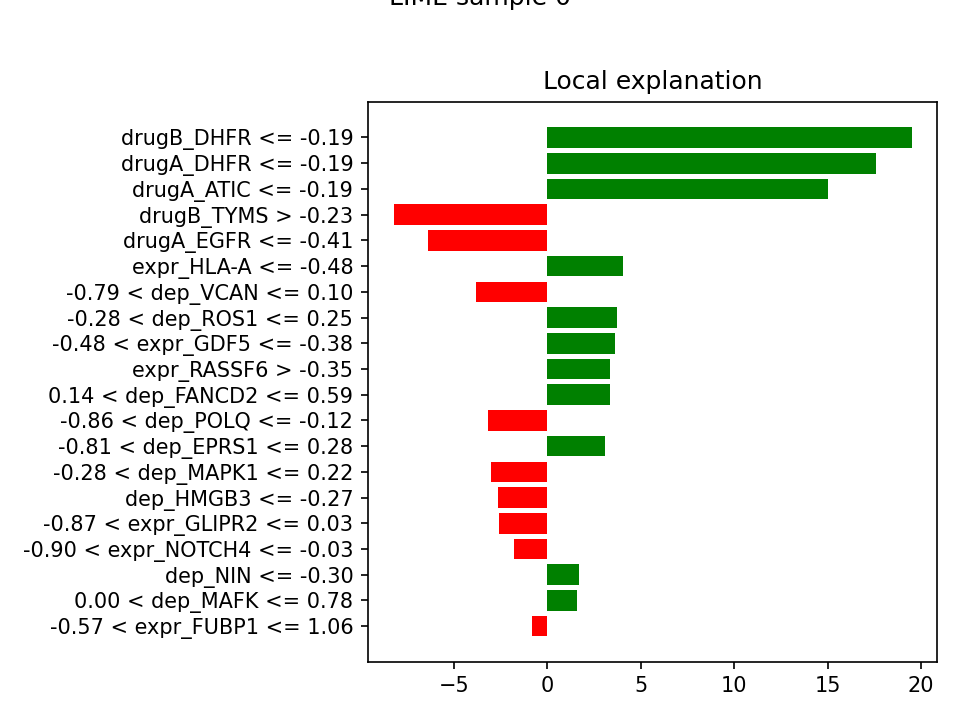 LIME sample 0
Local explanation
drugB_DHFR <= -0.19
drugA_DHFR <= -0.19
drugA_ATIC <= -0.19
drugB_TYMS > -0.23
drugA_EGFR <= -0.41
expr_HLA-A <= -0.48
-0.79 < dep_VCAN <= 0.10
-0.28 < dep_ROS1 <= 0.25
-0.48 < expr_GDF5 <= -0.38
expr_RASSF6 > -0.35
0.14 < dep_FANCD2 <= 0.59
-0.86 < dep_POLQ <= -0.12
-0.81 < dep_EPRS1 <= 0.28
-0.28 < dep_MAPK1 <= 0.22
dep_HMGB3 <= -0.27
-0.87 < expr_GLIPR2 <= 0.03
-0.90 < expr_NOTCH4 <= -0.03
dep_NIN <= -0.30
0.00 < dep_MAFK <= 0.78
-0.57 < expr_FUBP1 <= 1.06
−5 0 5 10 15 20